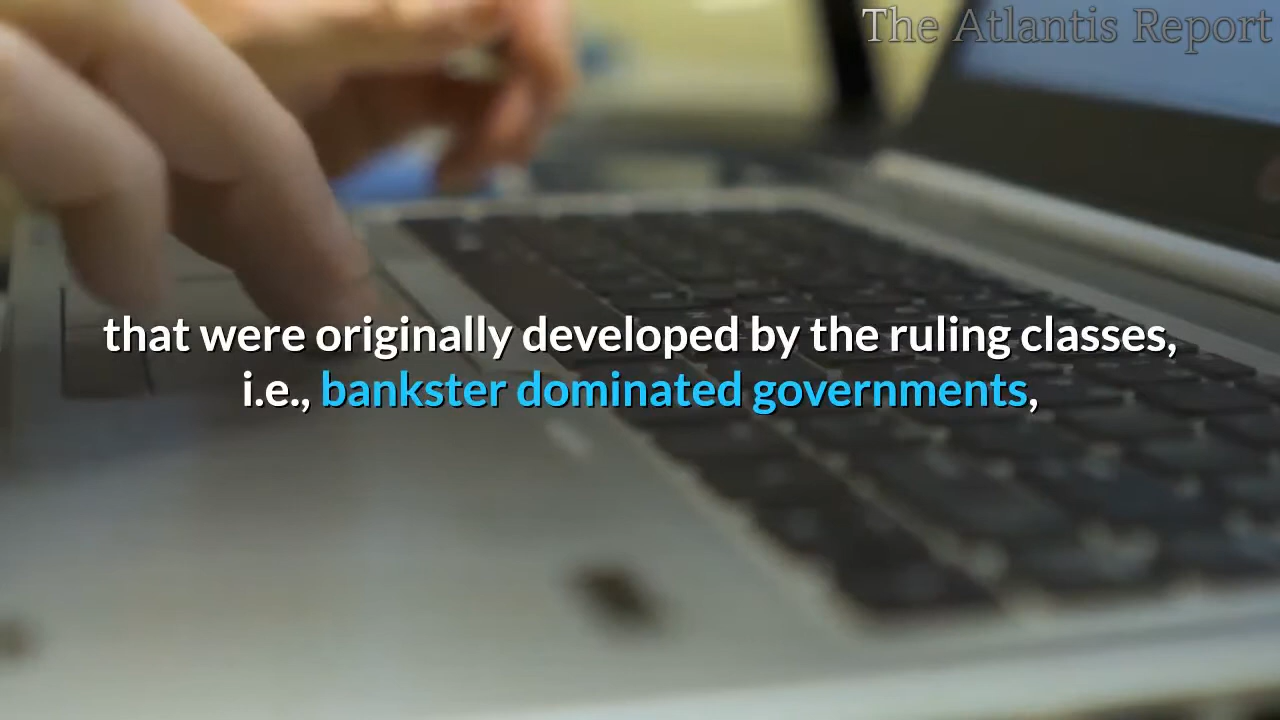 The Atlantis Report
that were originally developed by the ruling classes,
i.e., bankster dominated governments,